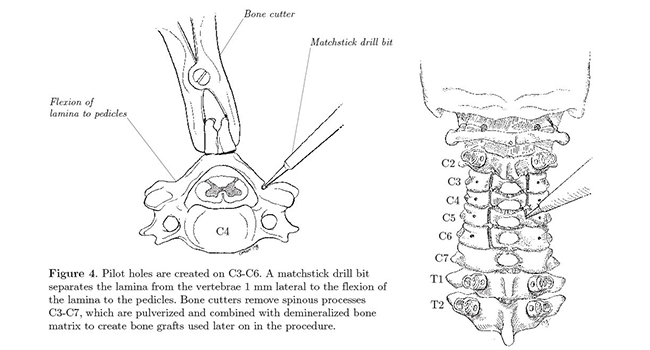 Bone cutter
Matchstick drill bit
Flexion of
lamina to pedicles
C4
Figure 4. Pilot holes are created on C3-C6. A matchstick drill bit
separates the lamina from the vertebrae 1 mm lateral to the flexion of
the lamina to the pedicles. Bone cutters remove spinous processes
C3-C7, which are pulverized and combined with demineralized bone
matrix to create bone grafts used later on in the procedure.
C2
C3
C4
C5
C6
C7
T1
T2